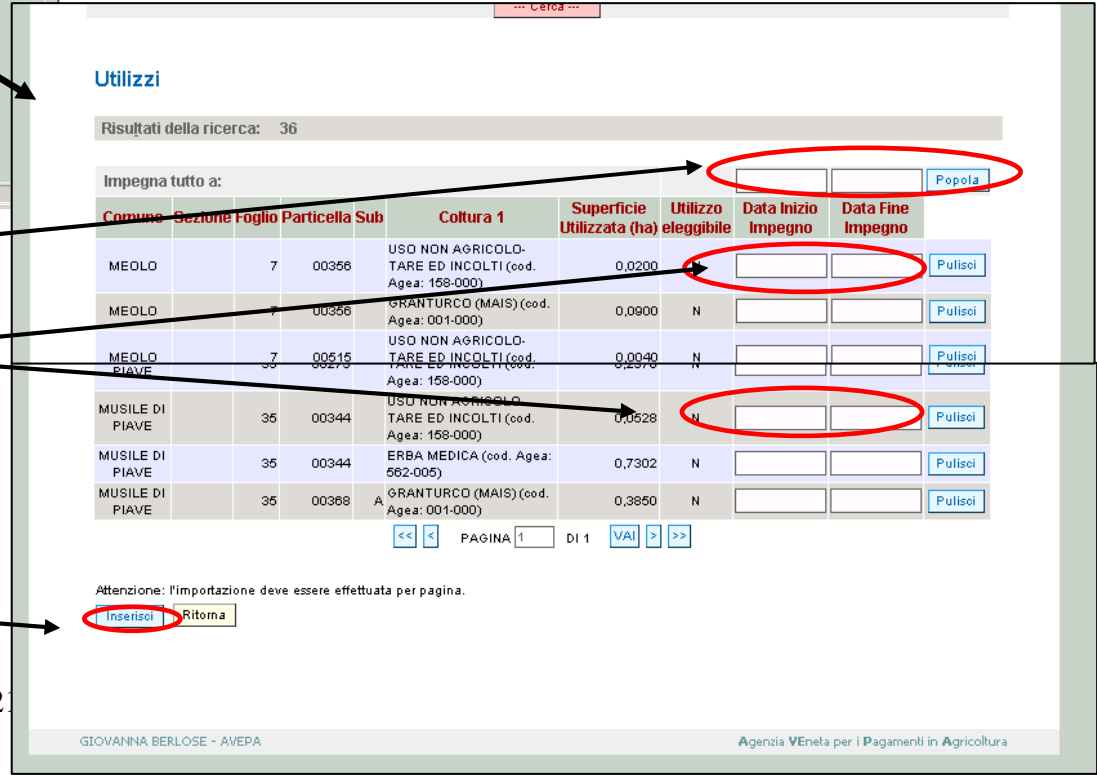 --- Cerca ---
Utilizzi
Risultati della ricerca: 36
Impegna tutto a: Popola
Comune Sezione Foglio Particella Sub Coltura 1 Superficie Utilizzata (ha) Utilizzo eleggibile Data Inizio Impegno Data Fine Impegno
MEOLO 7 00356 USO NON AGRICOLO-TARE ED INCOLTI (cod. Agea: 158-000) 0,0200 Pulisci
MEOLO 7 00356 GRANTURCO (MAIS) (cod. Agea: 001-000) 0,0900 N Pulisci
MEOLO 7 00515 USO NON AGRICOLO-TARE ED INCOLTI (cod. 0,0040 N Pulisci
PIAVE Agea: 158-000)
MUSILE DI PIAVE 35 00344 USO NON AGRICOLO-TARE ED INCOLTI (cod. Agea: 158-000) 0,0528 N Pulisci
MUSILE DI PIAVE 35 00344 ERBA MEDICA (cod. Agea: 562-005) 0,7302 N Pulisci
MUSILE DI PIAVE 35 00368 A GRANTURCO (MAIS) (cod. Agea: 001-000) 0,3850 N Pulisci
<< < PAGINA 1 DI 1 VAI > >>
Attenzione: l'importazione deve essere effettuata per pagina.
Inserisci Ritorna
GIOVANNA BERLOSE - AVEPA Agenzia VEneta per i Pagamenti in Agricoltura